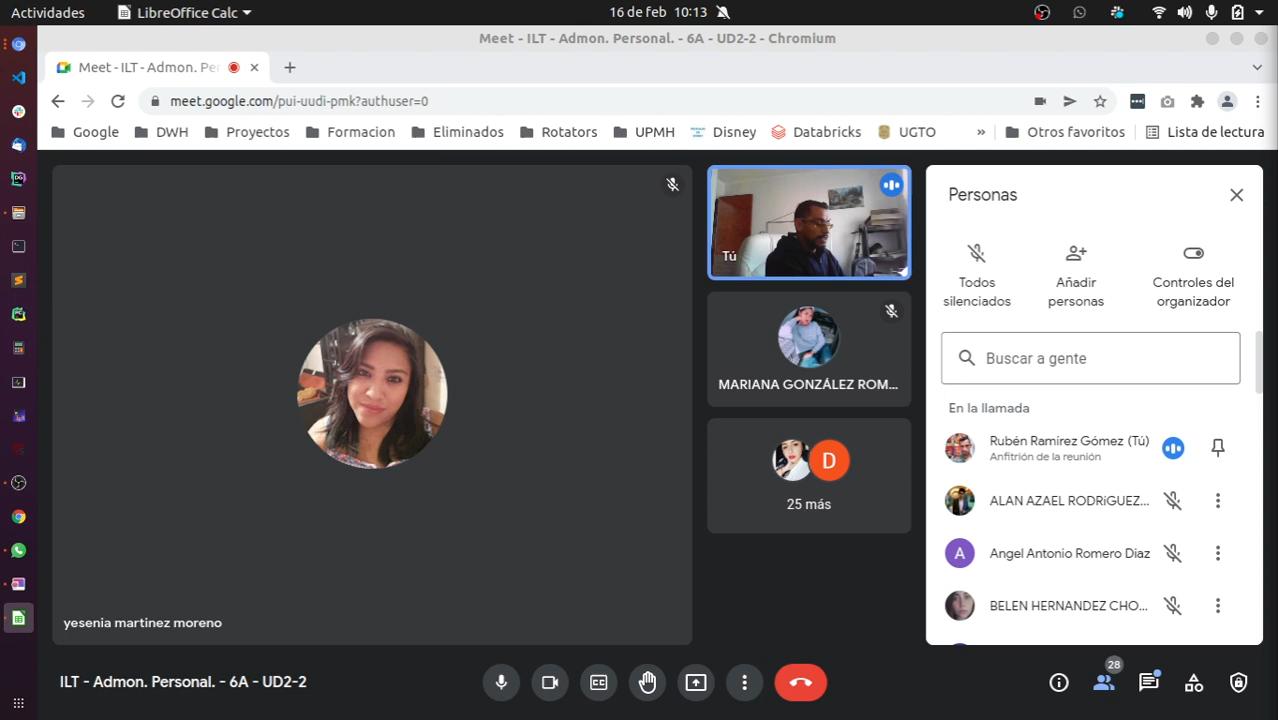 Actividades
LibreOffice Calc
16 de feb 10:13
Meet - ILT - Admon. Personal. - 6A - UD2-2 - Chromium
Meet - ILT - Admon. Per
meet.google.com/pui-uudi-pmk?authuser=0
Google
DWH
Proyectos
Formacion
Eliminados
Rotators
UPMH
Disney
Databricks
UGTO
»
Otros favoritos
Lista de lectura
yesenia martinez moreno
Tú
MARIANA GONZÁLEZ ROM...
D
25 más
Personas
Todos silenciados
Añadir personas
Controles del organizador
Buscar a gente
En la llamada
Rubén Ramírez Gómez (Tú)
Anfitrión de la reunión
ALAN AZAEL RODRíGUEZ...
A
Angel Antonio Romero Diaz
BELEN HERNANDEZ CHO...
ILT - Admon. Personal. - 6A - UD2-2
28